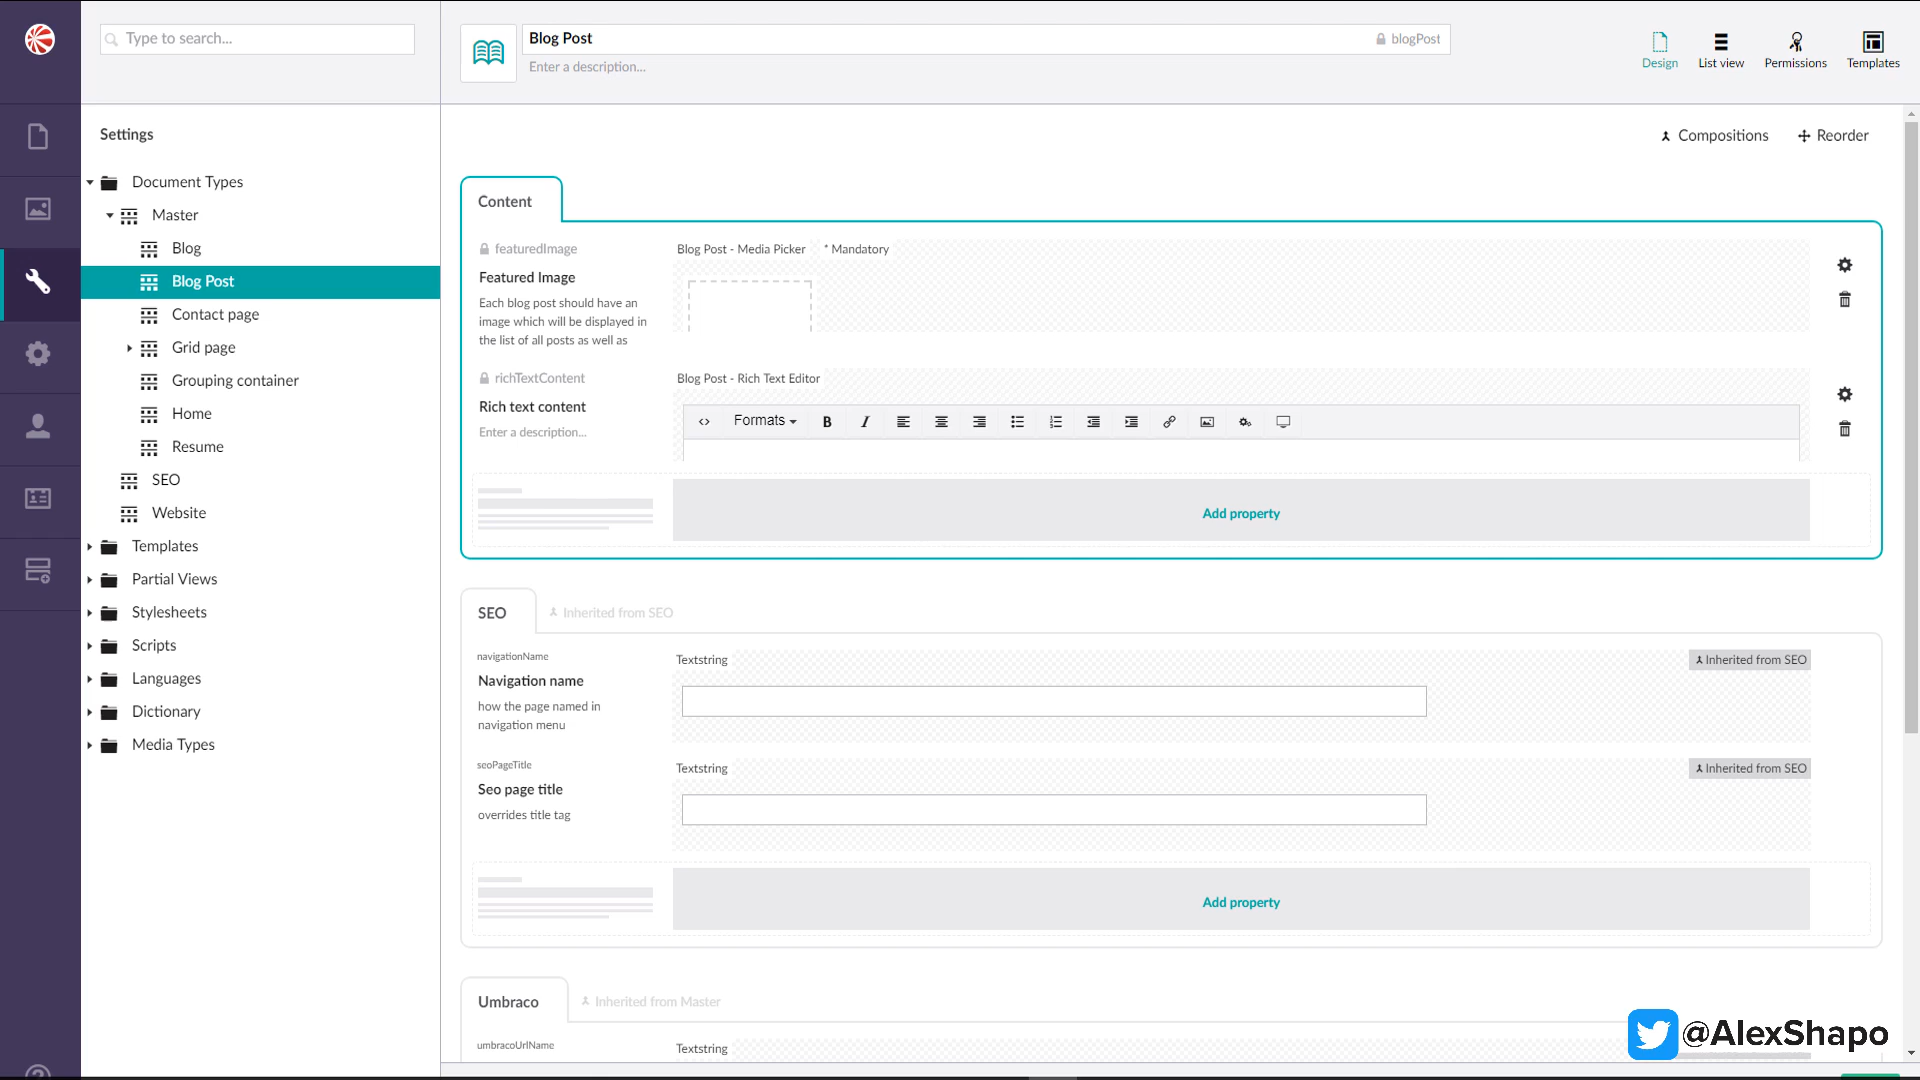 Type to search...
Blog Post
blogPost
Enter a description...
Design
List view
Permissions
Templates
Settings
Compositions
Reorder
Document Types
Master
Blog
Blog Post
Contact page
Grid page
Grouping container
Home
Resume
SEO
Website
Templates
Partial Views
Stylesheets
Scripts
Languages
Dictionary
Media Types
Content
featuredImage
Blog Post - Media Picker
* Mandatory
Featured Image
Each blog post should have an
image which will be displayed in
the list of all posts as well as
richTextContent
Blog Post - Rich Text Editor
Rich text content
Enter a description...
Formats
B
I
Add property
SEO
Inherited from SEO
navigationName
Textstring
Inherited from SEO
Navigation name
how the page named in
navigation menu
seoPageTitle
Textstring
Inherited from SEO
Seo page title
overrides title tag
Add property
Umbraco
Inherited from Master
umbracoUrlName
Textstring
@AlexShapo